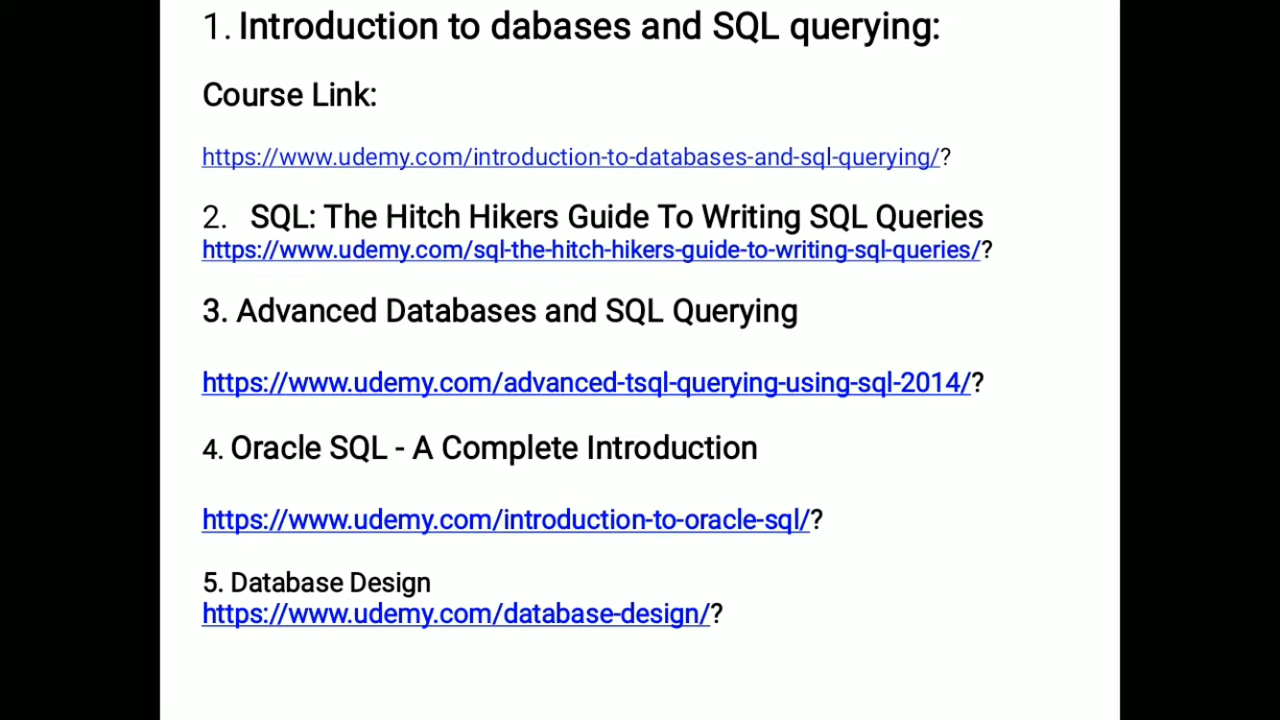 1. Introduction to dabases and SQL querying:
Course Link:
https://www.udemy.com/introduction-to-databases-and-sql-querying/?
2. SQL: The Hitch Hikers Guide To Writing SQL Queries
https://www.udemy.com/sql-the-hitch-hikers-guide-to-writing-sql-queries/?
3. Advanced Databases and SQL Querying
https://www.udemy.com/advanced-tsql-querying-using-sql-2014/?
4. Oracle SQL - A Complete Introduction
https://www.udemy.com/introduction-to-oracle-sql/?
5. Database Design
https://www.udemy.com/database-design/?